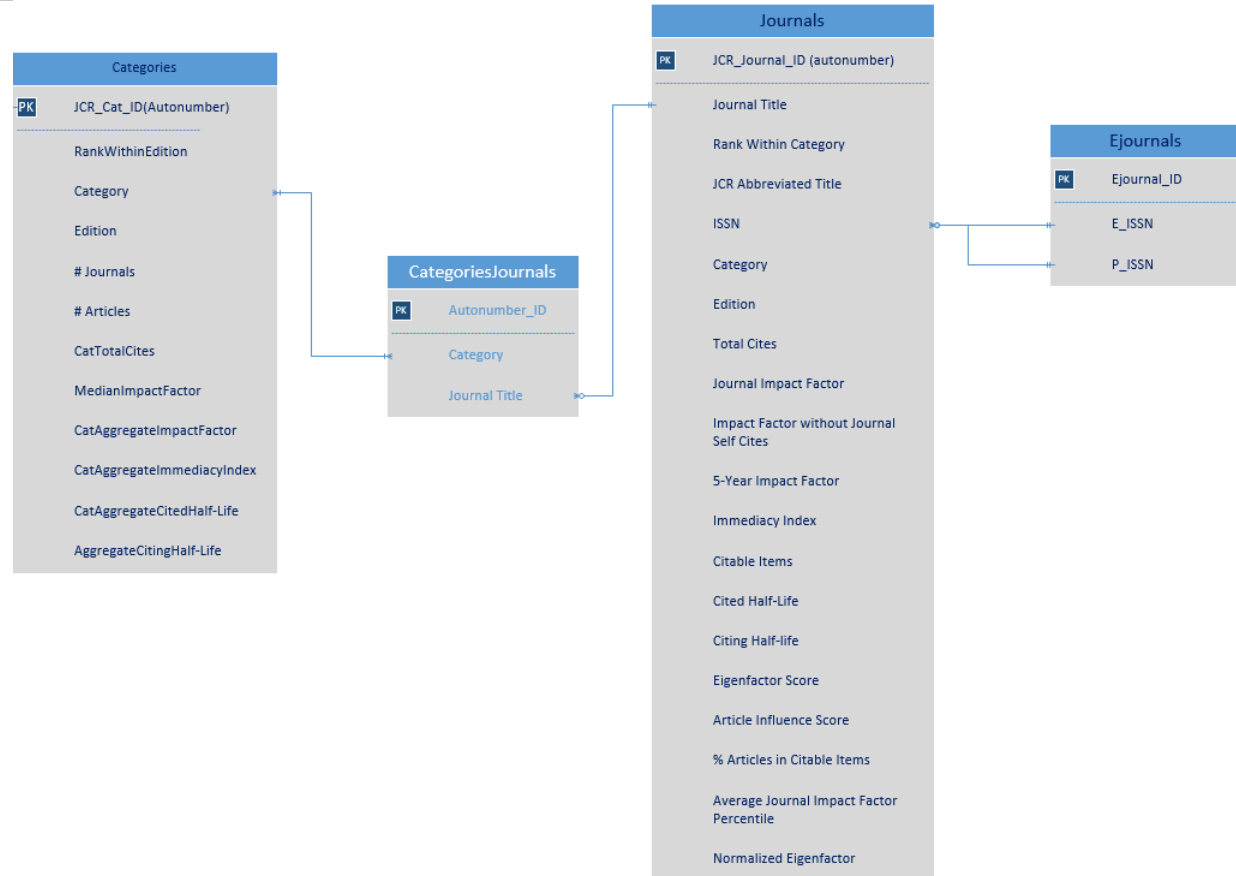 Categories
PK JCR_Cat_ID(Autonumber)
RankWithinEdition
Category
Edition
# Journals
# Articles
CatTotalCites
MedianImpactFactor
CatAggregateImpactFactor
CatAggregateImmediacyIndex
CatAggregateCitedHalf-Life
AggregateCitingHalf-Life
CategoriesJournals
PK Autonumber_ID
Category
Journal Title
Journals
PK JCR_Journal_ID (autonumber)
Journal Title
Rank Within Category
JCR Abbreviated Title
ISSN
Category
Edition
Total Cites
Journal Impact Factor
Impact Factor without Journal
Self Cites
5-Year Impact Factor
Immediacy Index
Citable Items
Cited Half-Life
Citing Half-life
Eigenfactor Score
Article Influence Score
% Articles in Citable Items
Average Journal Impact Factor
Percentile
Normalized Eigenfactor
Ejournals
PK Ejournal_ID
E_ISSN
P_ISSN